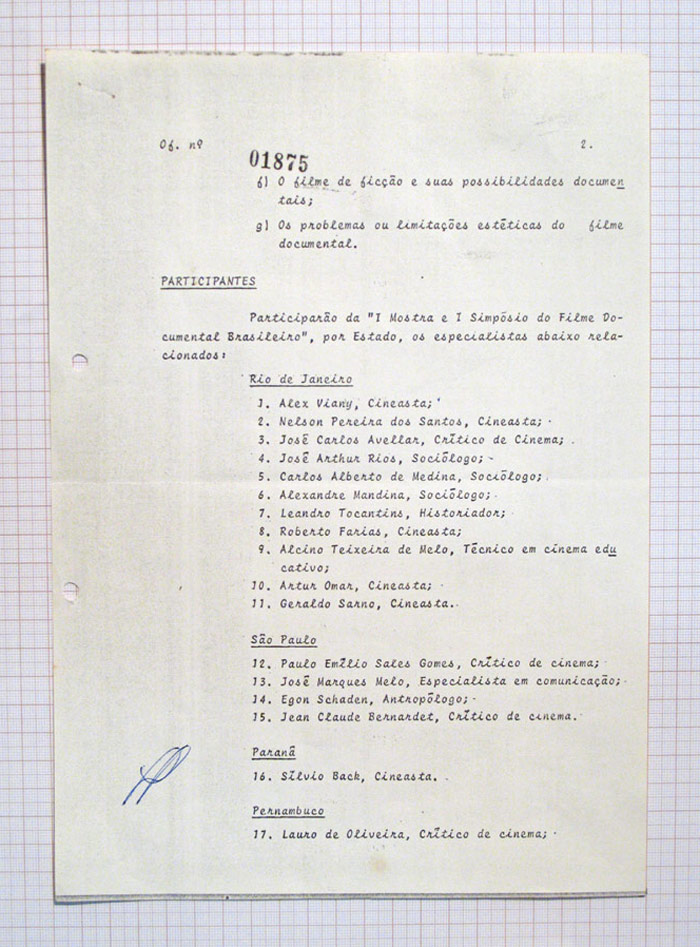 Of. nº 2.
01875
f) O filme de ficção e suas possibilidades documen
tais;
g) Os problemas ou limitações estéticas do filme
documental.
PARTICIPANTES
Participarão da "I Mostra e I Simpósio do Filme Do-
cumental Brasileiro", por Estado, os especialistas abaixo rela-
cionados:
Rio de Janeiro
1. Alex Viany, Cineasta;
2. Nelson Pereira dos Santos, Cineasta;
3. José Carlos Avellar, Crítico de Cinema;
4. José Arthur Rios, Sociólogo;
5. Carlos Alberto de Medina, Sociólogo;
6. Alexandre Mandina, Sociólogo;
7. Leandro Tocantins, Historiador;
8. Roberto Farias, Cineasta;
9. Alcino Teixeira de Melo, Técnico em cinema edu
cativo;
10. Artur Omar, Cineasta;
11. Geraldo Sarno, Cineasta.
São Paulo
12. Paulo Emílio Sales Gomes, Crítico de cinema;
13. José Marques Melo, Especialista em comunicação;
14. Egon Schaden, Antropólogo;
15. Jean Claude Bernardet, Crítico de cinema.
Paraná
16. Sílvio Back, Cineasta.
Pernambuco
17. Lauro de Oliveira, Crítico de cinema;